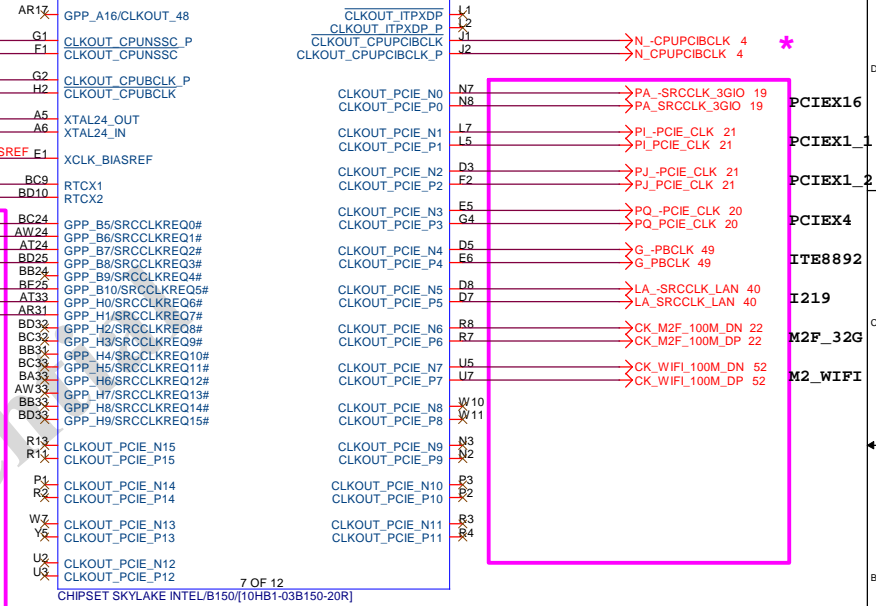 AR17 GPP_A16/CLKOUT_48 CLKOUT_ITPXDP L1
CLKOUT_ITPXDP_P L2
G1 CLKOUT_CPUNSSC_P CLKOUT_CPUPCIBCLK J1 N_-CPUPCIBCLK 4 *
F1 CLKOUT_CPUNSSC CLKOUT_CPUPCIBCLK_P J2 N_CPUPCIBCLK 4
D
G2 CLKOUT_CPUBCLK_P
H2 CLKOUT_CPUBCLK CLKOUT_PCIE_N0 N7 PA_-SRCCLK_3GIO 19
CLKOUT_PCIE_P0 N8 PA_SRCCLK_3GIO 19 PCIEX16
A5 XTAL24_OUT
A6 XTAL24_IN CLKOUT_PCIE_N1 L7 PI_-PCIE_CLK 21
CLKOUT_PCIE_P1 L5 PI_PCIE_CLK 21 PCIEX1_1
SREF E1 XCLK_BIASREF
CLKOUT_PCIE_N2 D3 PJ_-PCIE_CLK 21
BC9 RTCX1 CLKOUT_PCIE_P2 F2 PJ_PCIE_CLK 21 PCIEX1_2
BD10 RTCX2
CLKOUT_PCIE_N3 E5 PQ_-PCIE_CLK 20
BC24 GPP_B5/SRCCLKREQ0# CLKOUT_PCIE_P3 G4 PQ_PCIE_CLK 20 PCIEX4
AW24 GPP_B6/SRCCLKREQ1#
AT24 GPP_B7/SRCCLKREQ2# CLKOUT_PCIE_N4 D5 G_-PBCLK 49
BD25 GPP_B8/SRCCLKREQ3# CLKOUT_PCIE_P4 E6 G_PBCLK 49 ITE8892
BB24 GPP_B9/SRCCLKREQ4#
BE25 GPP_B10/SRCCLKREQ5# CLKOUT_PCIE_N5 D8 LA_-SRCCLK_LAN 40
AT33 GPP_H0/SRCCLKREQ6# CLKOUT_PCIE_P5 D7 LA_SRCCLK_LAN 40 I219
AR31 GPP_H1/SRCCLKREQ7#
BD32 GPP_H2/SRCCLKREQ8# CLKOUT_PCIE_N6 R8 CK_M2F_100M_DN 22 C
BC32 GPP_H3/SRCCLKREQ9# CLKOUT_PCIE_P6 R7 CK_M2F_100M_DP 22 M2F_32G
BB31 GPP_H4/SRCCLKREQ10#
BC33 GPP_H5/SRCCLKREQ11# CLKOUT_PCIE_N7 U5 CK_WIFI_100M_DN 52
BA33 GPP_H6/SRCCLKREQ12# CLKOUT_PCIE_P7 U7 CK_WIFI_100M_DP 52 M2_WIFI
AW33 GPP_H7/SRCCLKREQ13#
BB33 GPP_H8/SRCCLKREQ14# CLKOUT_PCIE_N8 W10
BD33 GPP_H9/SRCCLKREQ15# CLKOUT_PCIE_P8 W11
R13 CLKOUT_PCIE_N15 CLKOUT_PCIE_N9 N3
R11 CLKOUT_PCIE_P15 CLKOUT_PCIE_P9 N2
P1 CLKOUT_PCIE_N14 CLKOUT_PCIE_N10 P3
R2 CLKOUT_PCIE_P14 CLKOUT_PCIE_P10 P2
W7 CLKOUT_PCIE_N13 CLKOUT_PCIE_N11 R3
Y5 CLKOUT_PCIE_P13 CLKOUT_PCIE_P11 R4
U2 CLKOUT_PCIE_N12
U3 CLKOUT_PCIE_P12 B
7 OF 12
CHIPSET SKYLAKE INTEL/B150/[10HB1-03B150-20R]